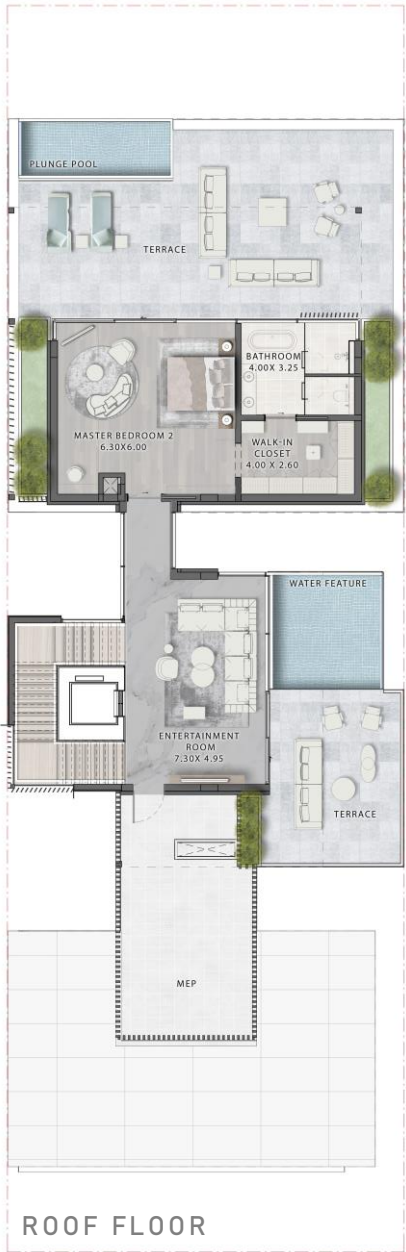 PLUNGE POOL
TERRACE
BATHROOM
4.00X 3.25
MASTER BEDROOM 2
6.30X6.00
WALK-IN
CLOSET
4.00 X 2.60
WATER FEATURE
ENTERTAINMENT
ROOM
7.30X 4.95
TERRACE
MEP
ROOF FLOOR